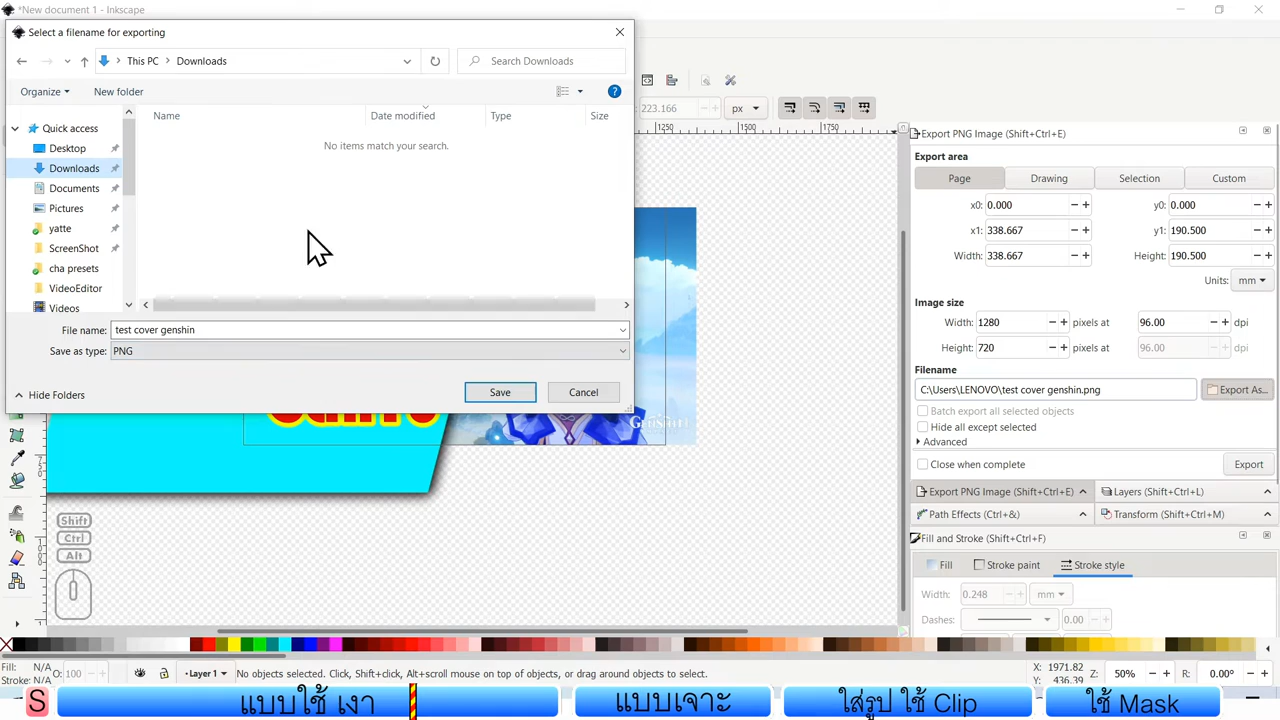 *New document 1 - Inkscape
Select a filename for exporting
This PC > Downloads
Search Downloads
Organize
New folder
Name
Date modified
Type
Size
No items match your search.
Quick access
Desktop
Downloads
Documents
Pictures
yatte
ScreenShot
cha presets
VideoEditor
Videos
File name: test cover genshin
Save as type: PNG
Hide Folders
Save
Cancel
223.166
px
1250
1500
1750
Export PNG Image (Shift+Ctrl+E)
Export area
Page
Drawing
Selection
Custom
x0: 0.000
y0: 0.000
x1: 338.667
y1: 190.500
Width: 338.667
Height: 190.500
Units: mm
Image size
Width: 1280 pixels at 96.00 dpi
Height: 720 pixels at 96.00 dpi
Filename
C:\Users\LENOVO\test cover genshin.png
Export As...
Batch export all selected objects
Hide all except selected
Advanced
Close when complete
Export
Export PNG Image (Shift+Ctrl+E)
Layers (Shift+Ctrl+L)
Path Effects (Ctrl+&)
Transform (Shift+Ctrl+M)
Fill and Stroke (Shift+Ctrl+F)
Fill
Stroke paint
Stroke style
Width: 0.248 mm
Dashes: 0.00
GENSHIN
Shift
Ctrl
Alt
Fill: N/A
Stroke: N/A
O: 100
Layer 1
No objects selected. Click, Shift+click, Alt+scroll mouse on top of objects, or drag around objects to select.
X: 1971.82
Y: 436.39
Z: 50%
R: 0.00°
S
แบบใช้ เงา
แบบเจาะ
ใส่รูป ใช้ Clip
ใช้ Mask